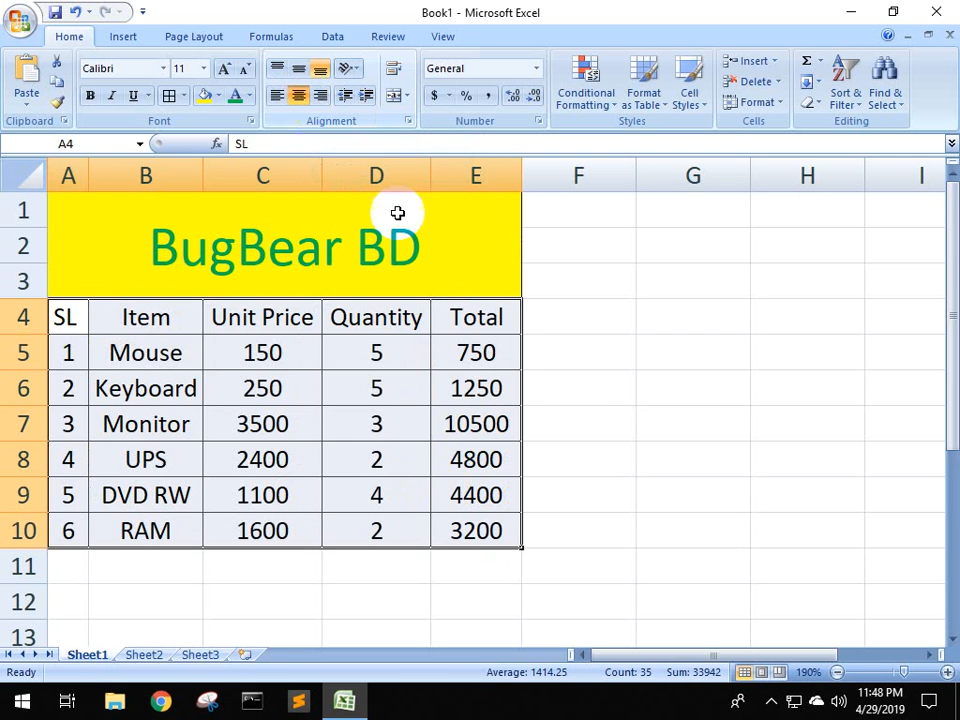 Book1 - Microsoft Excel
Home Insert Page Layout Formulas Data Review View
Paste
Calibri 11
General
Conditional Formatting
Format as Table
Cell Styles
Insert
Delete
Format
Sort & Filter
Find & Select
Clipboard Font Alignment Number Styles Cells Editing
A4 fx SL
A B C D E F G H I
1
2 BugBear BD
3
4 SL Item Unit Price Quantity Total
5 1 Mouse 150 5 750
6 2 Keyboard 250 5 1250
7 3 Monitor 3500 3 10500
8 4 UPS 2400 2 4800
9 5 DVD RW 1100 4 4400
10 6 RAM 1600 2 3200
11
12
13
Sheet1 Sheet2 Sheet3
Ready Average: 1414.25 Count: 35 Sum: 33942 190%
11:48 PM
4/29/2019